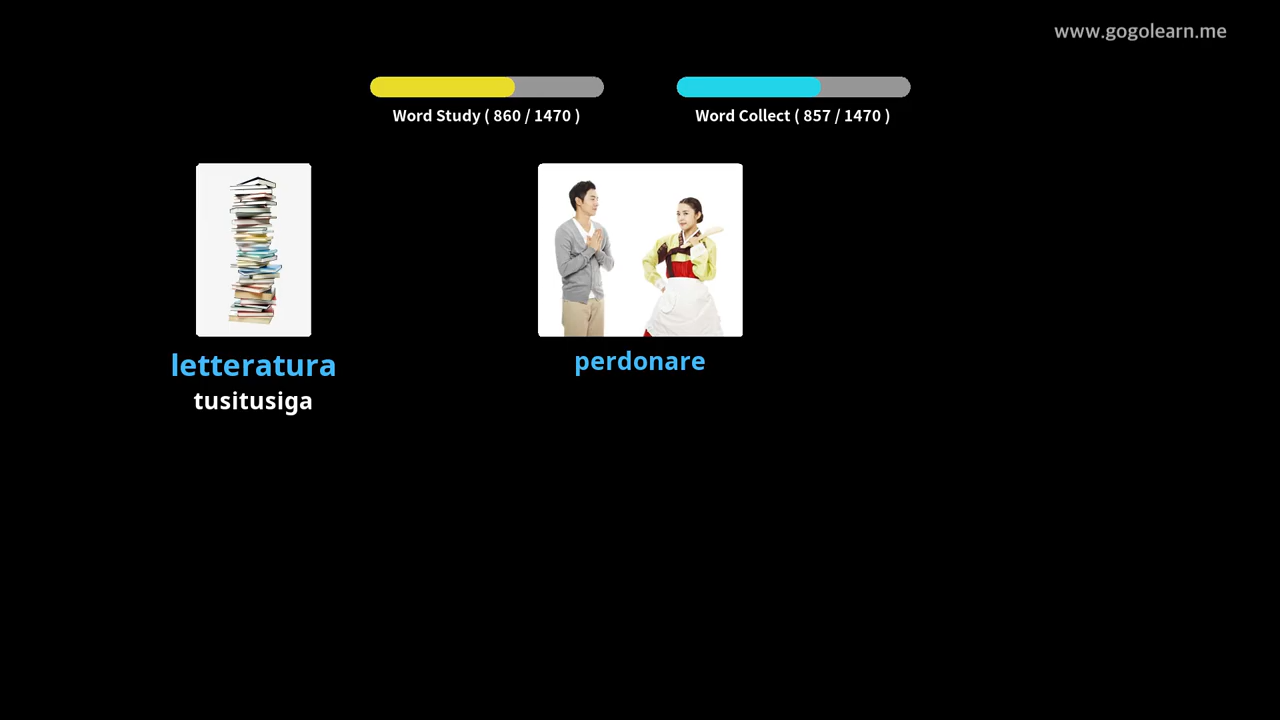 www.gogolearn.me
Word Study ( 860 / 1470 )
Word Collect ( 857 / 1470 )
letteratura
tusitusiga
perdonare